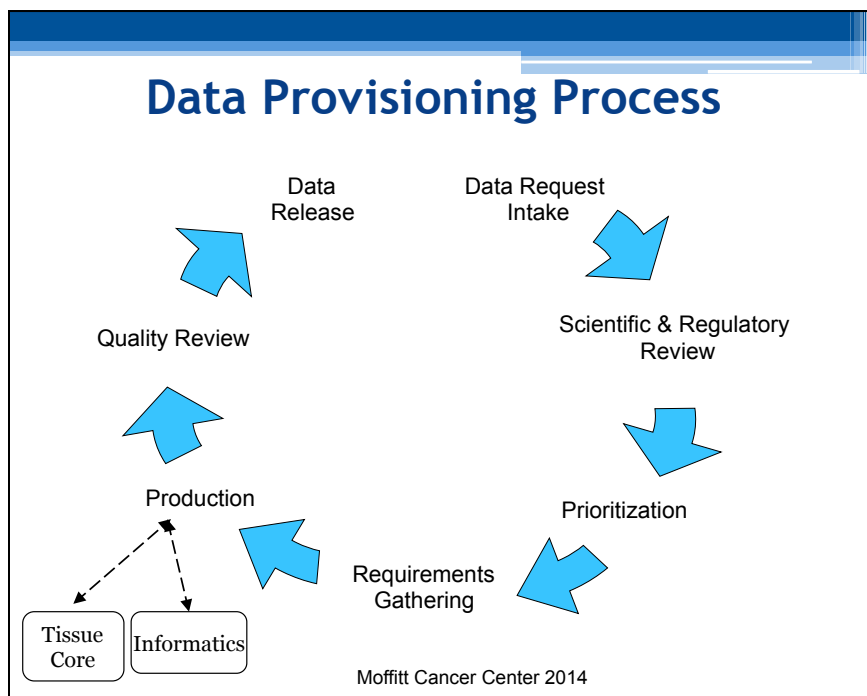 Data Provisioning Process
Data
Release
Data Request
Intake
Quality Review
Scientific & Regulatory
Review
Production
Prioritization
Requirements
Gathering
Tissue
Core
Informatics
Moffitt Cancer Center 2014